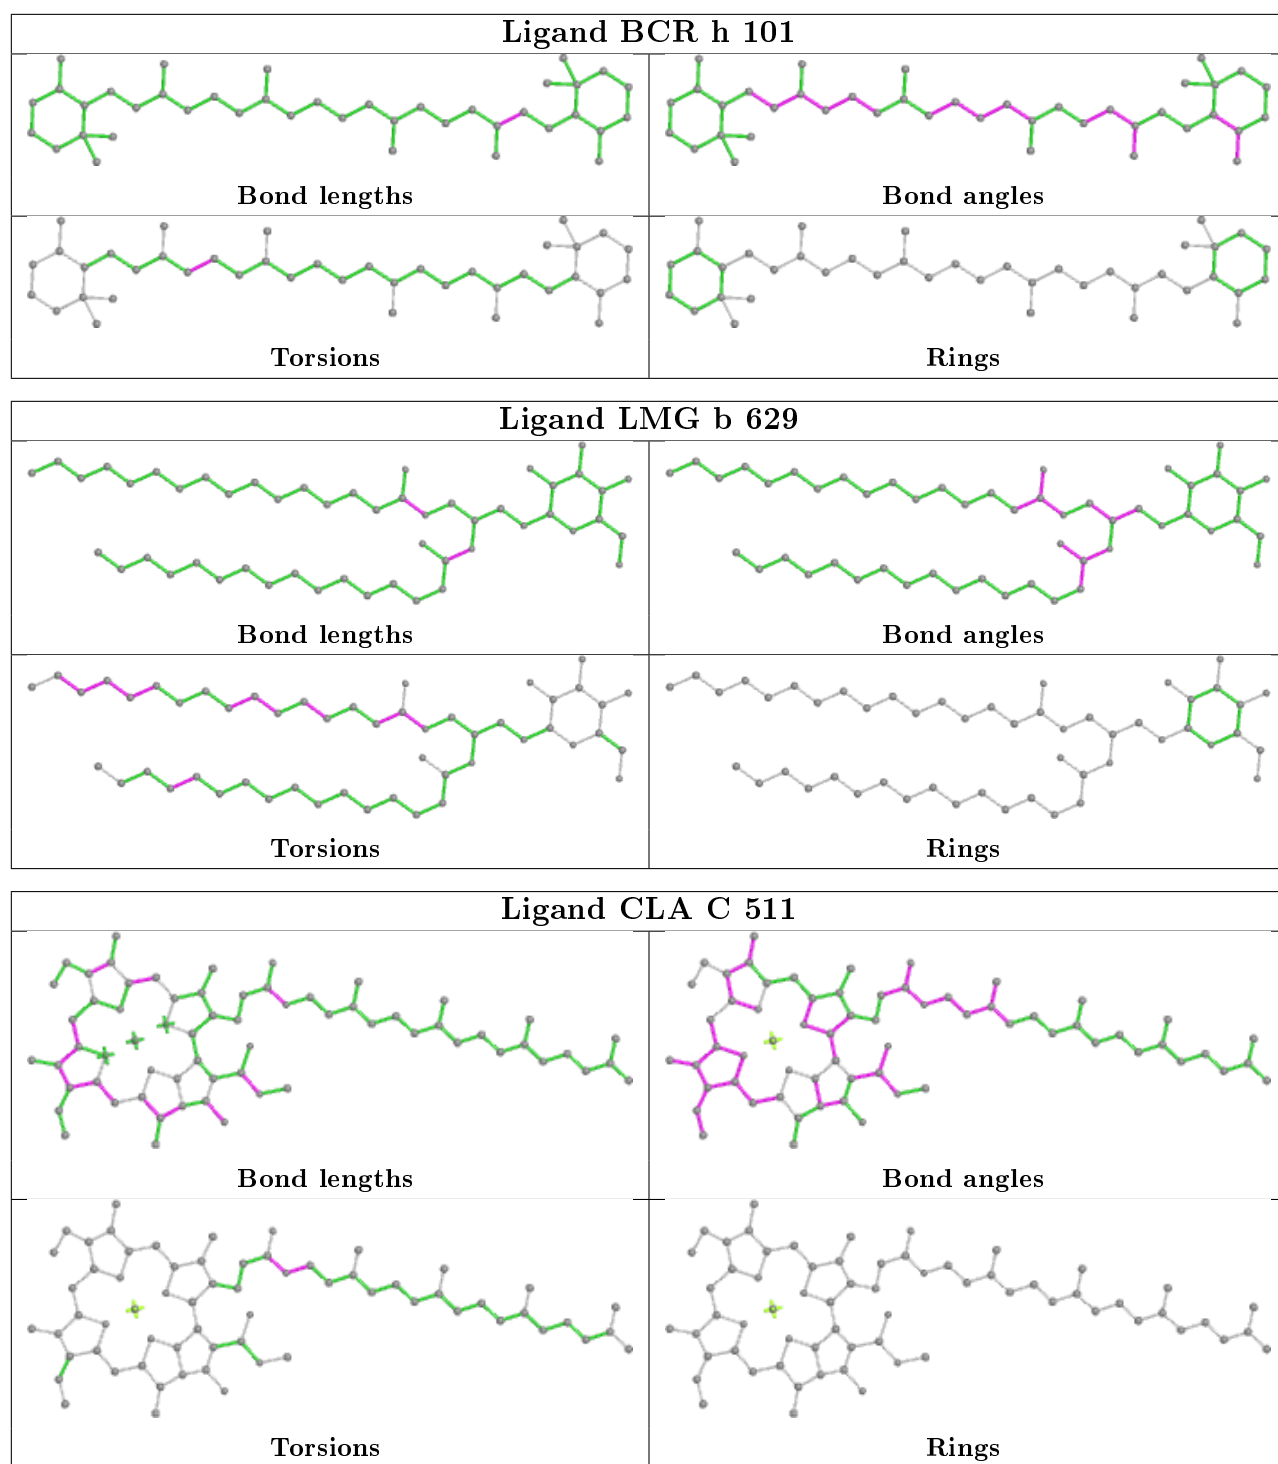 Ligand BCR h 101
Bond lengths
Bond angles
Torsions
Rings
Ligand LMG b 629
Bond lengths
Bond angles
Torsions
Rings
Ligand CLA C 511
Bond lengths
Bond angles
Torsions
Rings